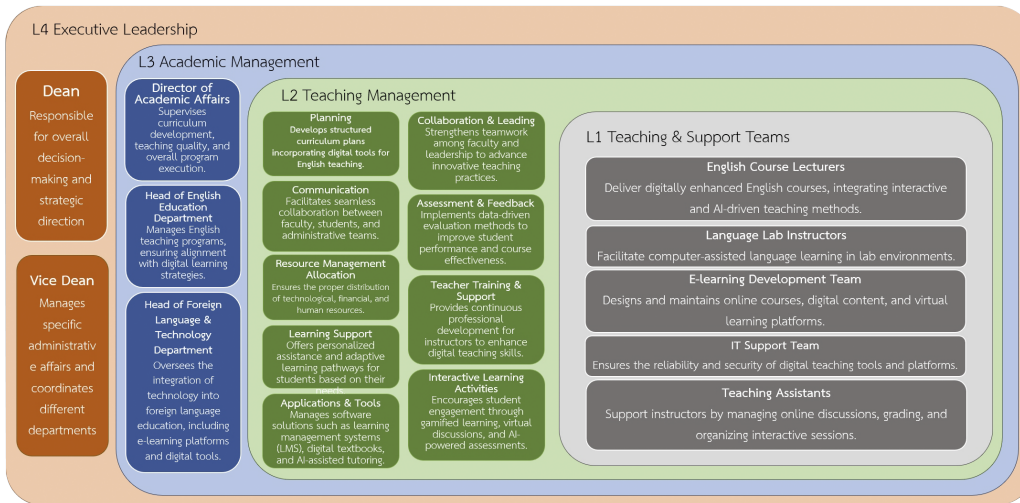 L4 Executive Leadership
Dean
Responsible
for overall
decision-
making and
strategic
direction
Vice Dean
Manages
specific
administrativ
e affairs and
coordinates
different
departments
L3 Academic Management
Director of
Academic Affairs
Supervises
curriculum
development,
teaching quality, and
overall program
execution.
Head of English
Education
Department
Manages English
teaching programs,
ensuring alignment
with digital learning
strategies.
Head of Foreign
Language &
Technology
Department
Oversees the
integration of
technology into
foreign language
education, including
e-learning platforms
and digital tools.
L2 Teaching Management
Planning
Develops structured
curriculum plans
incorporating digital tools for
English teaching.
Communication
Facilitates seamless
collaboration between
faculty, students, and
administrative teams.
Resource Management
Allocation
Ensures the proper distribution
of technological, financial, and
human resources.
Learning Support
Offers personalized
assistance and adaptive
learning pathways for
students based on their
Applications & Tools
Manages software
solutions such as learning
management systems
(LMS), digital textbooks,
and AI-assisted tutoring.
Collaboration & Leading
Strengthens teamwork
among faculty and
leadership to advance
innovative teaching
practices.
Assessment & Feedback
Implements data-driven
evaluation methods to
improve student
performance and course
effectiveness.
Teacher Training &
Support
Provides continuous
professional
development for
instructors to enhance
digital teaching skills.
Interactive Learning
Activities
Encourages student
engagement through
gamified learning, virtual
discussions, and AI-
powered assessments.
L1 Teaching & Support Teams
English Course Lecturers
Deliver digitally enhanced English courses, integrating interactive
and AI-driven teaching methods.
Language Lab Instructors
Facilitate computer-assisted language learning in lab environments.
E-learning Development Team
Designs and maintains online courses, digital content, and virtual
learning platforms.
IT Support Team
Ensures the reliability and security of digital teaching tools and platforms.
Teaching Assistants
Support instructors by managing online discussions, grading, and
organizing interactive sessions.